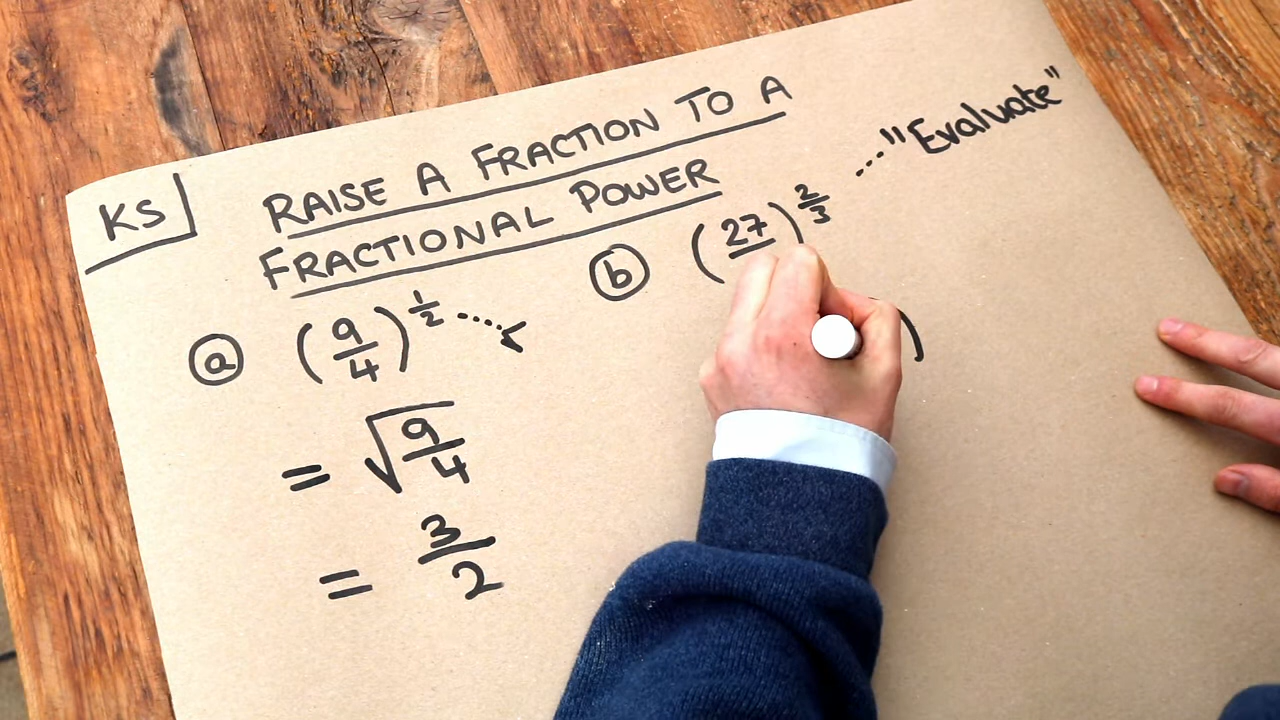 KS
RAISE A FRACTION TO A
FRACTIONAL POWER
"Evaluate"
(a) (9/4)^1/2
= √9/4
= 3/2
(b) (27
)^2/3
)